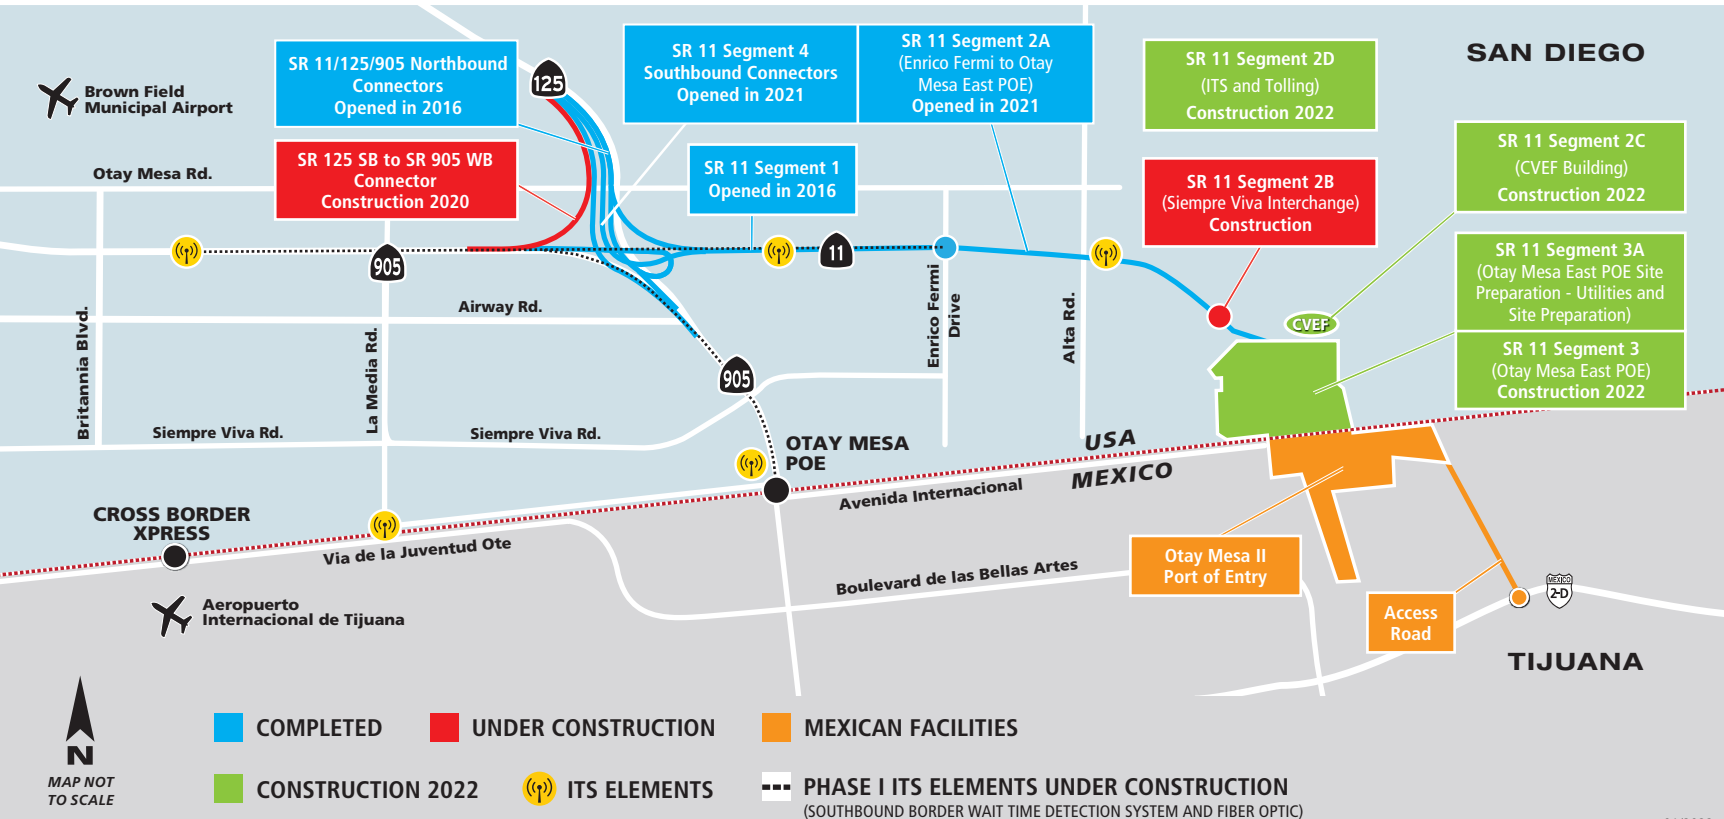 SAN DIEGO
Brown Field
Municipal Airport
SR 11/125/905 Northbound
Connectors
Opened in 2016
125
SR 11 Segment 4
Southbound Connectors
Opened in 2021
SR 11 Segment 2A
(Enrico Fermi to Otay
Mesa East POE)
Opened in 2021
SR 11 Segment 2D
(ITS and Tolling)
Construction 2022
SR 11 Segment 2C
(CVEF Building)
Construction 2022
Otay Mesa Rd.
SR 125 SB to SR 905 WB
Connector
Construction 2020
SR 11 Segment 1
Opened in 2016
SR 11 Segment 2B
(Siempre Viva Interchange)
Construction
SR 11 Segment 3A
(Otay Mesa East POE Site
Preparation - Utilities and
Site Preparation)
SR 11 Segment 3
(Otay Mesa East POE)
Construction 2022
905
11
CVEF
Airway Rd.
Britannia Blvd.
La Media Rd.
Enrico Fermi
Drive
Alta Rd.
905
Siempre Viva Rd.
Siempre Viva Rd.
OTAY MESA
POE
USA
MEXICO
Avenida Internacional
CROSS BORDER
XPRESS
Via de la Juventud Ote
Boulevard de las Bellas Artes
Otay Mesa II
Port of Entry
Access
Road
MEXICO
2-D
Aeropuerto
Internacional de Tijuana
TIJUANA
N
MAP NOT
TO SCALE
COMPLETED
UNDER CONSTRUCTION
MEXICAN FACILITIES
CONSTRUCTION 2022
ITS ELEMENTS
PHASE I ITS ELEMENTS UNDER CONSTRUCTION
(SOUTHBOUND BORDER WAIT TIME DETECTION SYSTEM AND FIBER OPTIC)